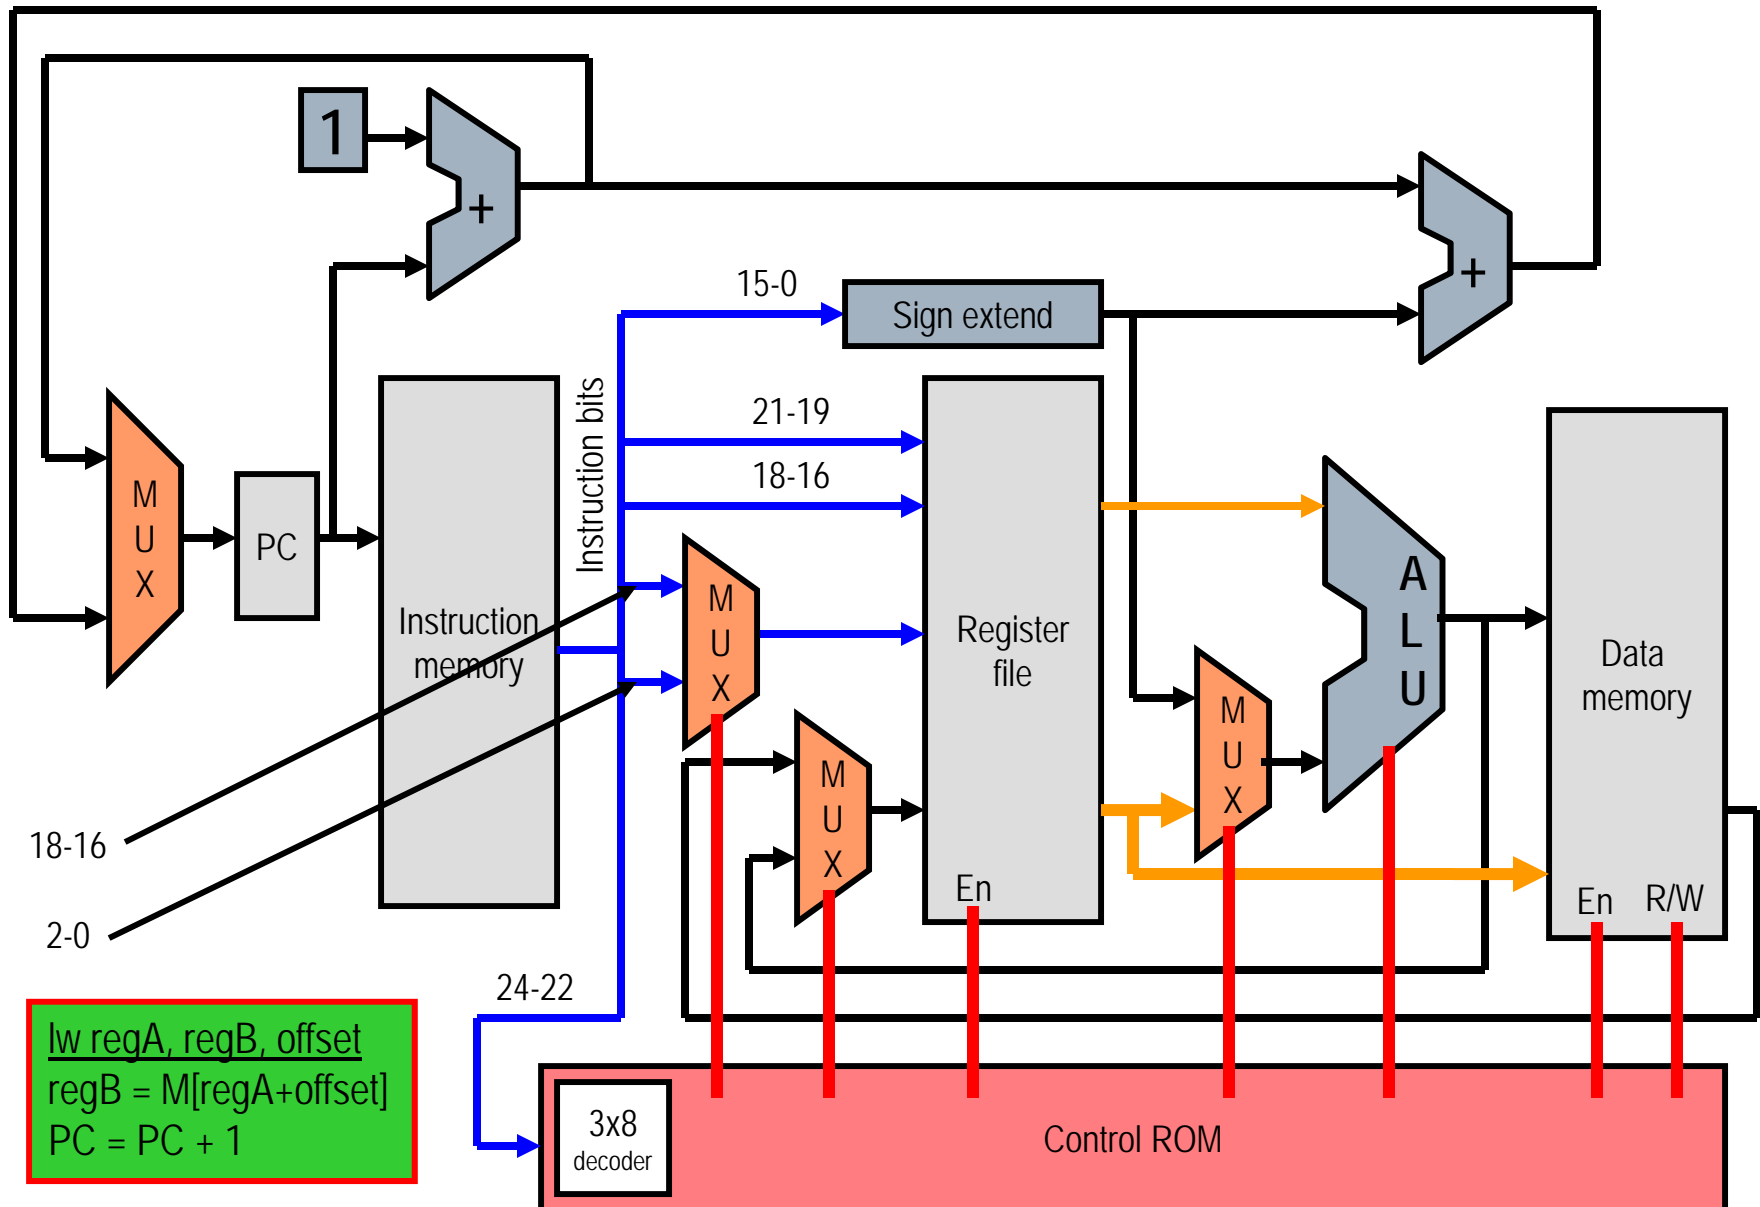 1
+
+
15-0
Sign extend
Instruction bits
21-19
18-16
M
U
X
PC
Instruction
memory
M
U
X
Register
file
En
M
U
X
M
U
X
A
L
U
Data
memory
En
R/W
18-16
2-0
24-22
lw regA, regB, offset
regB = M[regA+offset]
PC = PC + 1
3x8
decoder
Control ROM